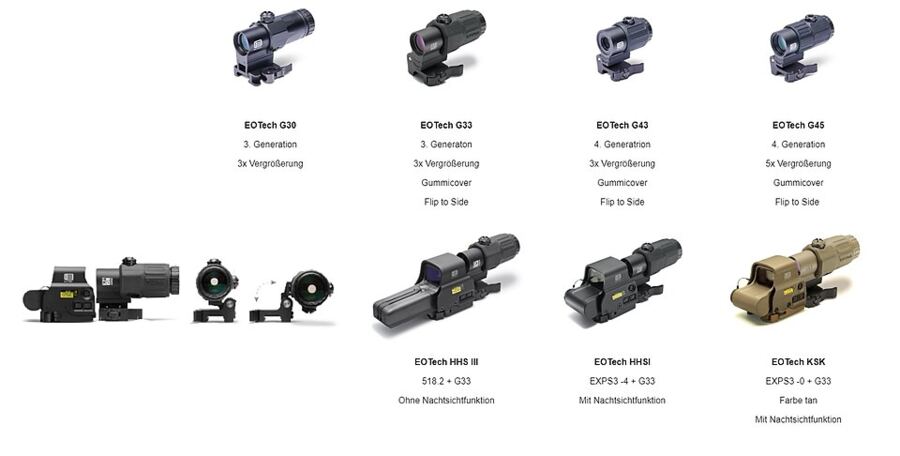 EOTech G30
3. Generation
3x Vergrößerung
EOTech G33
3. Generaton
3x Vergrößerung
Gummicover
Flip to Side
EOTech G43
4. Generatrion
3x Vergrößerung
Gummicover
Flip to Side
EOTech G45
4. Generation
5x Vergrößerung
Gummicover
Flip to Side
EOTech HHS III
518.2 + G33
Ohne Nachtsichtfunktion
EOTech HHSI
EXPS3 -4 + G33
Mit Nachtsichtfunktion
EOTech KSK
EXPS3 -0 + G33
Farbe tan
Mit Nachtsichtfunktion